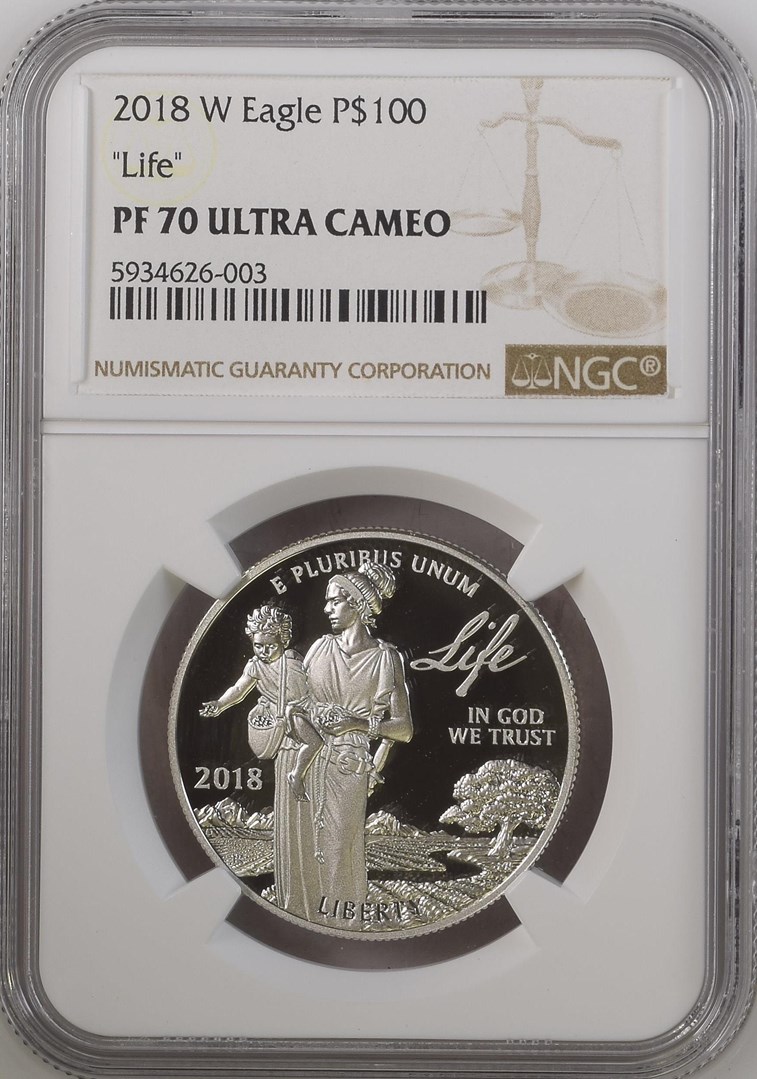 2018 W Eagle P$100
"Life"
PF 70 ULTRA CAMEO
5934626-003
NUMISMATIC GUARANTY CORPORATION NGC®
E PLURIBUS UNUM
Life
IN GOD
WE TRUST
2018
LIBERTY